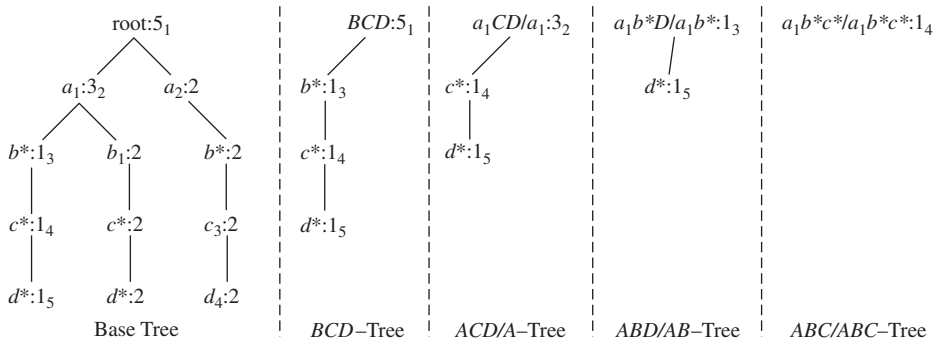 root:5₁ BCD:5₁ a₁CD/a₁:3₂ a₁b*D/a₁b*:1₃ a₁b*c*/a₁b*c*:1₄
a₁:3₂ a₂:2 b*:1₃ c*:1₄ d*:1₅
b*:1₃ b₁:2 b*:2 c*:1₄ d*:1₅
c*:1₄ c*:2 c₃:2 d*:1₅
d*:1₅ d*:2 d₄:2
Base Tree BCD–Tree ACD/A–Tree ABD/AB–Tree ABC/ABC–Tree